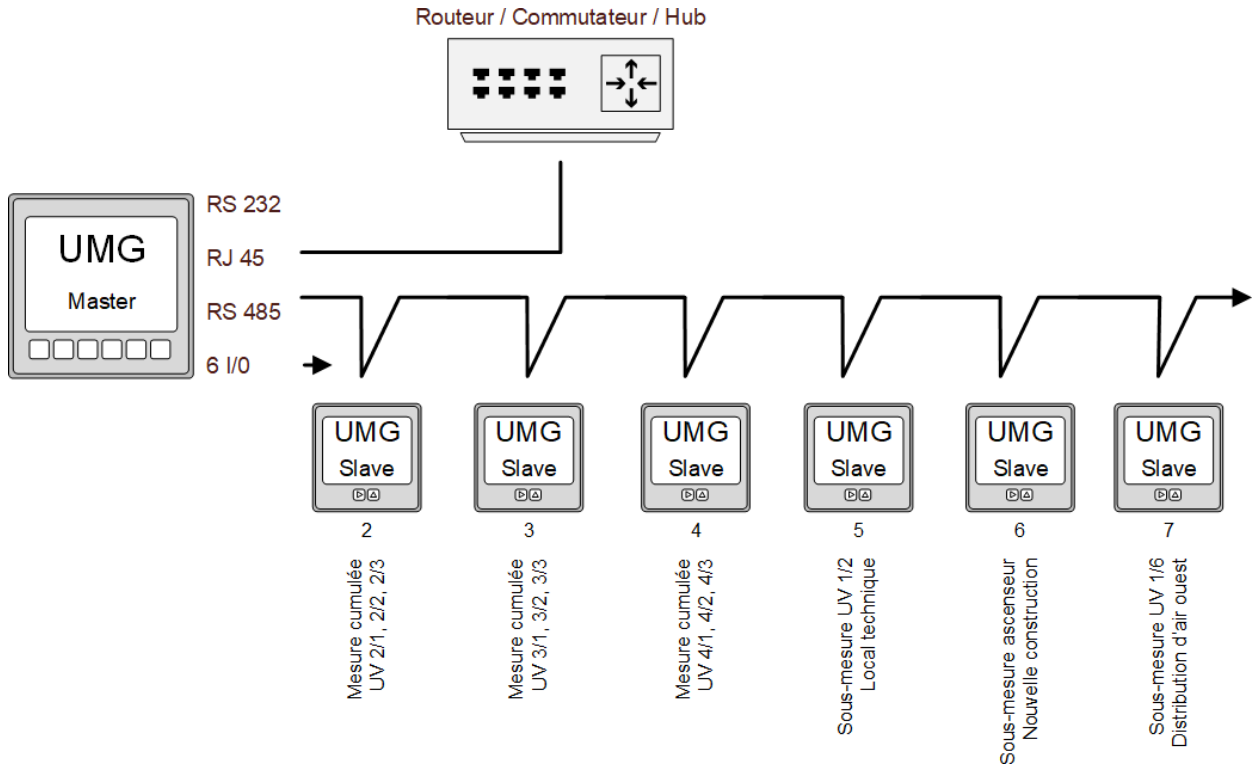 Routeur / Commutateur / Hub
UMG
Master
RS 232
RJ 45
RS 485
6 I/0
UMG
Slave
2
Mesure cumulée
UV 2/1, 2/2, 2/3
UMG
Slave
3
Mesure cumulée
UV 3/1, 3/2, 3/3
UMG
Slave
4
Mesure cumulée
UV 4/1, 4/2, 4/3
UMG
Slave
5
Sous-mesure UV 1/2
Local technique
UMG
Slave
6
Sous-mesure ascenseur
Nouvelle construction
UMG
Slave
7
Sous-mesure UV 1/6
Distribution d'air ouest